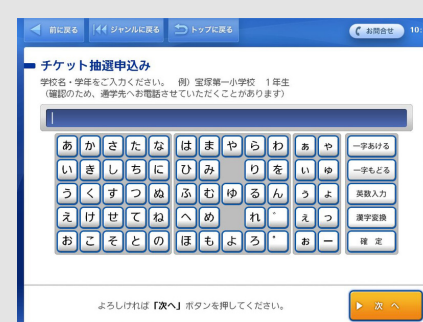 前に戻る ジャンルに戻る トップに戻る お問合せ 10:
チケット抽選申込み
学校名・学年をご入力ください。 例）宝塚第一小学校 1年生
（確認のため、通学先へお電話させていただくことがあります）
あ か さ た な は ま や ら わ ぁ ゃ 一字あける
い き し ち に ひ み り を ぃ ゅ 一字もどる
う く す つ ぬ ふ む ゆ る ん ぅ ょ 英数入力
え け せ て ね へ め れ ゛ ぇ っ 漢字変換
お こ そ と の ほ も よ ろ ゜ ぉ ー 確 定
よろしければ「次へ」ボタンを押してください。 次 へ